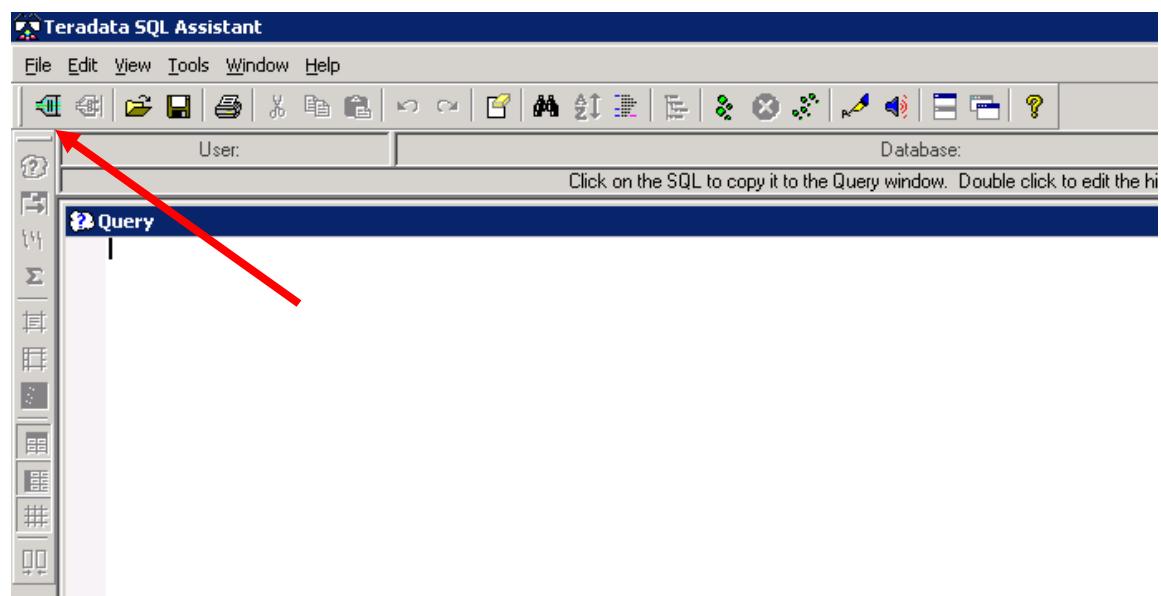 Teradata SQL Assistant
File Edit View Tools Window Help
User: Database:
Click on the SQL to copy it to the Query window. Double click to edit the hi
Query